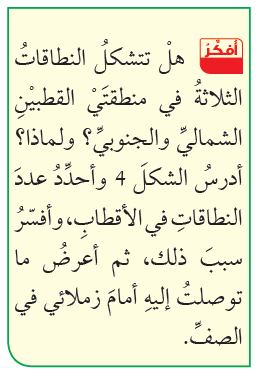 أفكّر هلْ تتشكلُ النطاقاتُ
الثلاثةُ في منطقتَيْ القطبيْنِ
الشماليِّ والجنوبيِّ؟ ولماذا؟
أدرسُ الشكلَ 4 وأحدِّدُ عددَ
النطاقاتِ في الأقطابِ، وأفسّرُ
سببَ ذلك، ثم أعرضُ ما
توصلتُ إليهِ أمامَ زملائي في
الصفِّ.